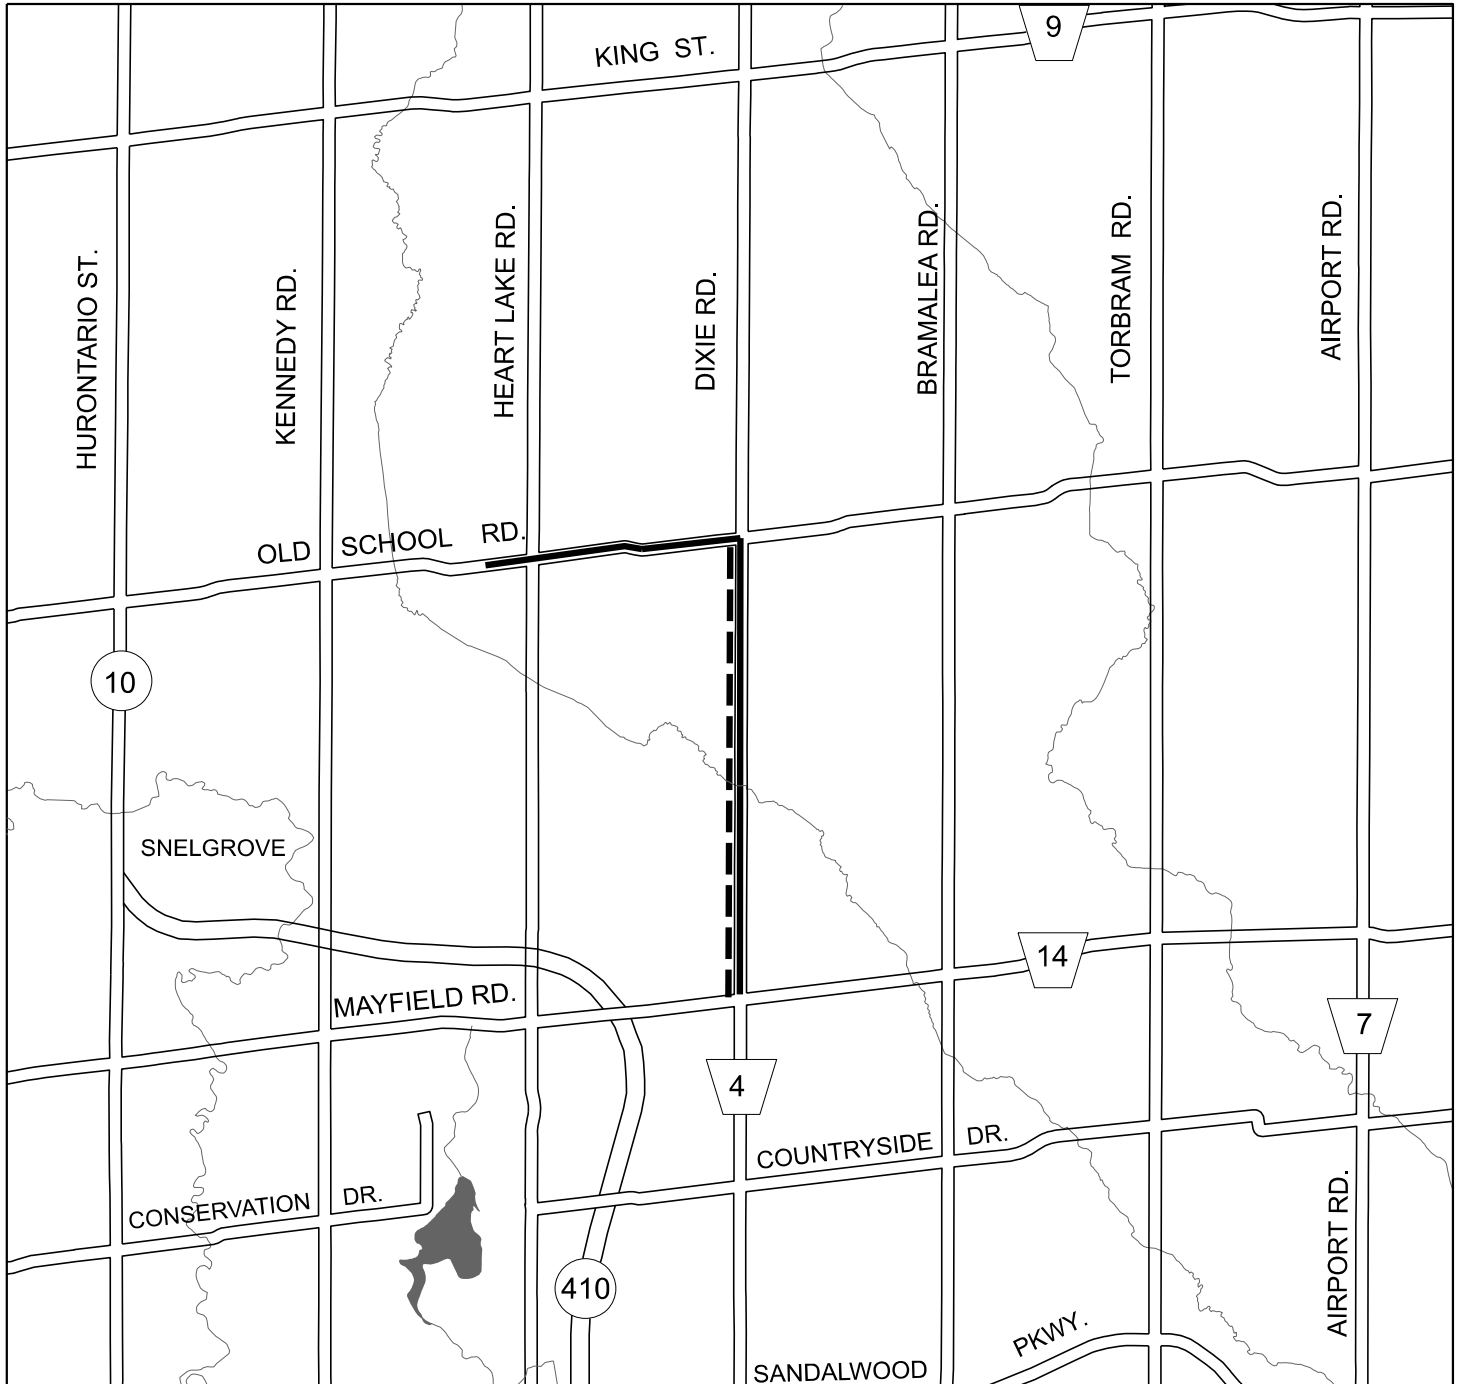 9
KING ST.
HURONTARIO ST.
KENNEDY RD.
HEART LAKE RD.
DIXIE RD.
BRAMALEA RD.
TORBRAM RD.
AIRPORT RD.
OLD SCHOOL RD.
10
SNELGROVE
14
MAYFIELD RD.
7
4
COUNTRYSIDE DR.
CONSERVATION DR.
AIRPORT RD.
410
SANDALWOOD PKWY.